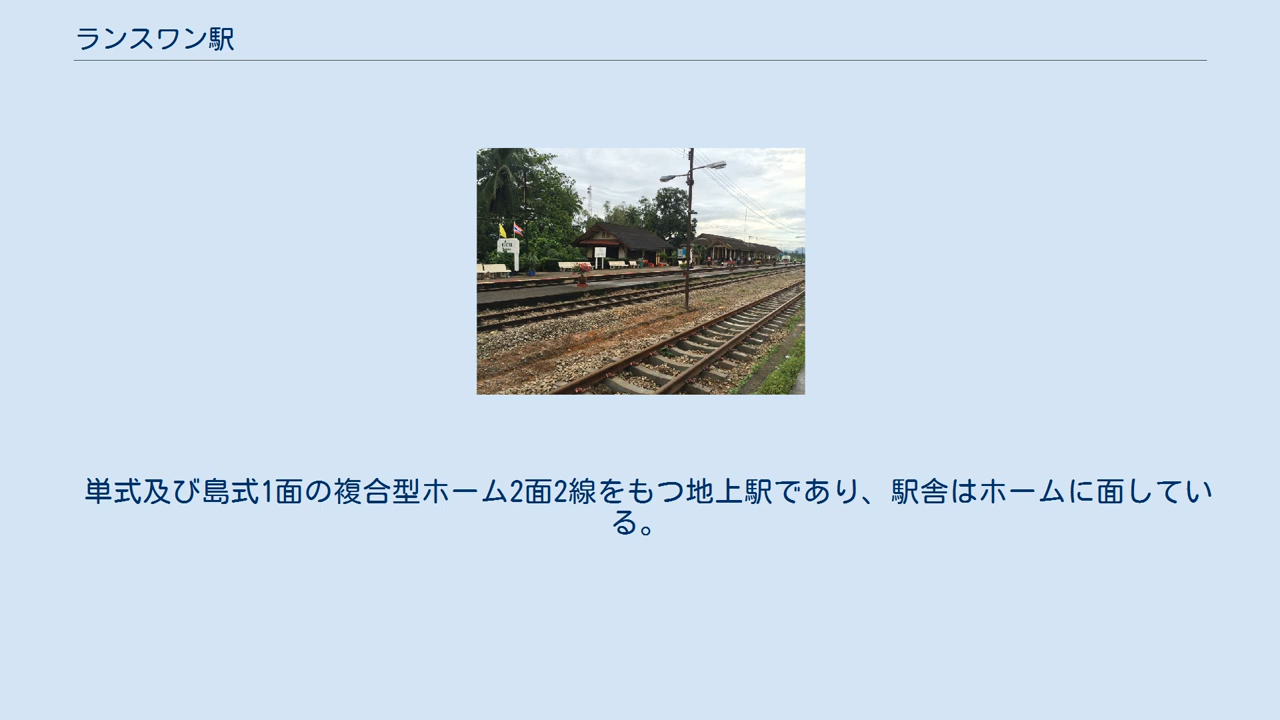 ランスワン駅
単式及び島式1面の複合型ホーム2面2線をもつ地上駅であり、駅舎はホームに面してい
る。